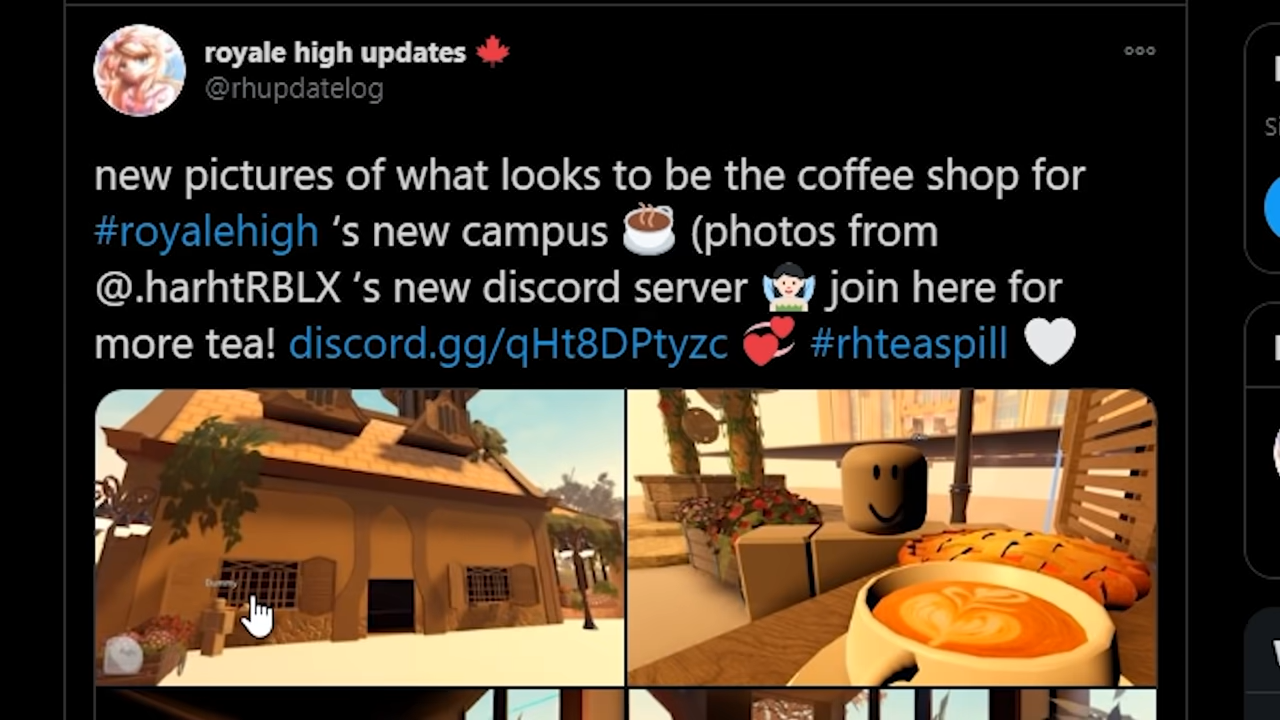 royale high updates 🍁
@rhupdatelog
new pictures of what looks to be the coffee shop for
#royalehigh ‘s new campus ☕ (photos from
@.harhtRBLX ‘s new discord server 🧚🏻 join here for
more tea! discord.gg/qHt8DPtyzc 💞 #rhteaspill 🤍
Dummy